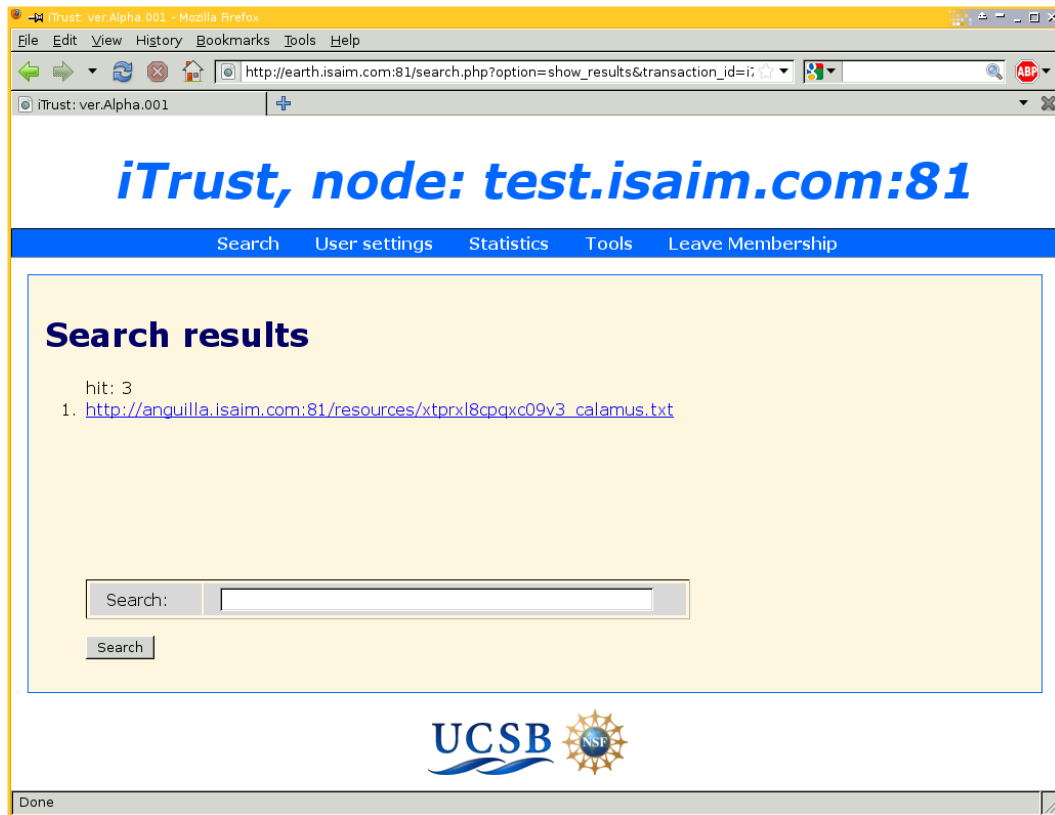 iTrust: ver.Alpha.001 - Mozilla Firefox
File Edit View History Bookmarks Tools Help
http://earth.isaim.com:81/search.php?option=show_results&transaction_id=i7
ABP
iTrust: ver.Alpha.001
iTrust, node: test.isaim.com:81
Search User settings Statistics Tools Leave Membership
Search results
hit: 3
1. http://anguilla.isaim.com:81/resources/xtprxl8cpqxc09v3_calamus.txt
Search:
Search
UCSB NSF
Done